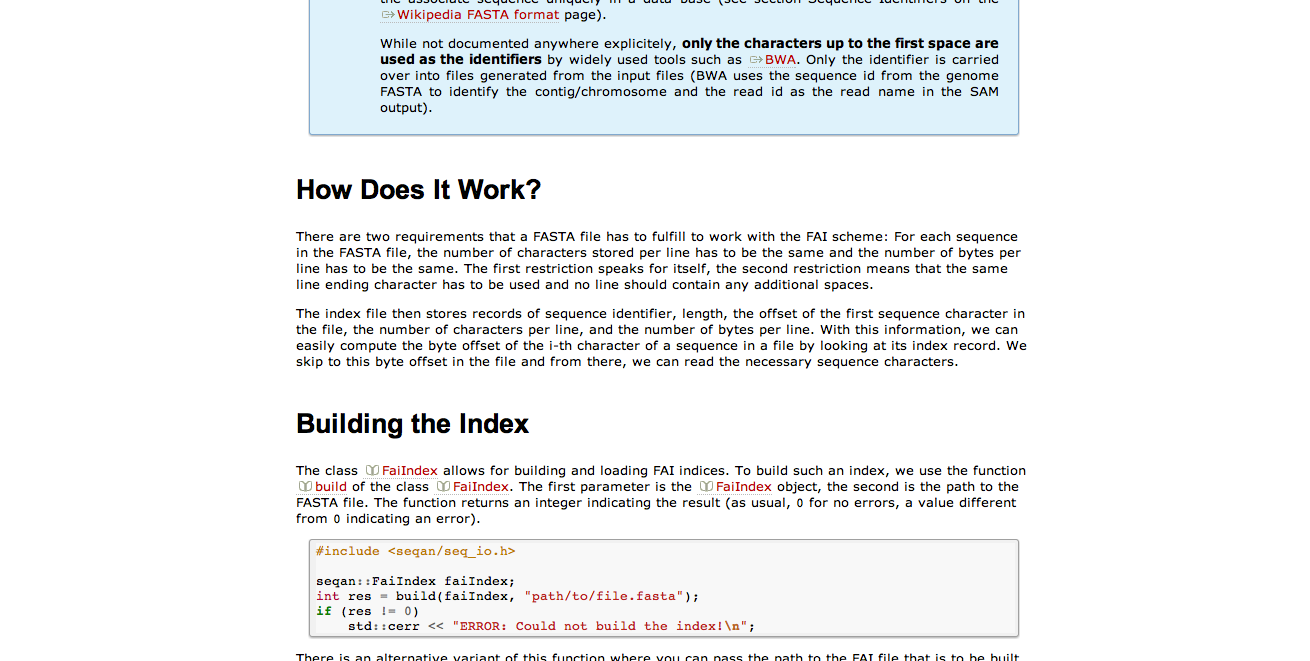 the associate sequence uniquely in a data base (see section Sequence Identifiers on the
Wikipedia FASTA format page).
While not documented anywhere explicitely, only the characters up to the first space are
used as the identifiers by widely used tools such as BWA. Only the identifier is carried
over into files generated from the input files (BWA uses the sequence id from the genome
FASTA to identify the contig/chromosome and the read id as the read name in the SAM
output).
How Does It Work?
There are two requirements that a FASTA file has to fulfill to work with the FAI scheme: For each sequence
in the FASTA file, the number of characters stored per line has to be the same and the number of bytes per
line has to be the same. The first restriction speaks for itself, the second restriction means that the same
line ending character has to be used and no line should contain any additional spaces.
The index file then stores records of sequence identifier, length, the offset of the first sequence character in
the file, the number of characters per line, and the number of bytes per line. With this information, we can
easily compute the byte offset of the i-th character of a sequence in a file by looking at its index record. We
skip to this byte offset in the file and from there, we can read the necessary sequence characters.
Building the Index
The class FaiIndex allows for building and loading FAI indices. To build such an index, we use the function
build of the class FaiIndex. The first parameter is the FaiIndex object, the second is the path to the
FASTA file. The function returns an integer indicating the result (as usual, 0 for no errors, a value different
from 0 indicating an error).
#include <seqan/seq_io.h>
seqan::FaiIndex faiIndex;
int res = build(faiIndex, "path/to/file.fasta");
if (res != 0)
    std::cerr << "ERROR: Could not build the index!\n";
There is an alternative variant of this function where you can pass the path to the FAI file that is to be built